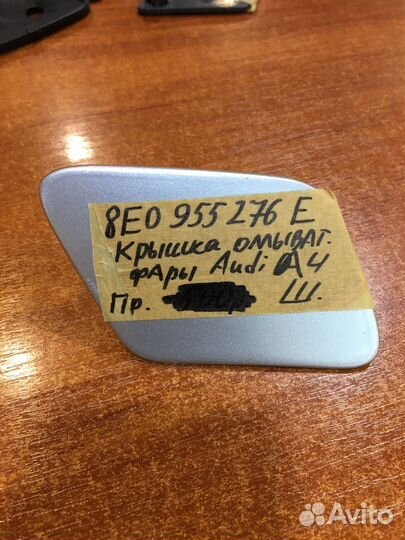 8E0 955 276 E
Крышка омыват.
фары Audi A4
Пр. Ш.
Avito